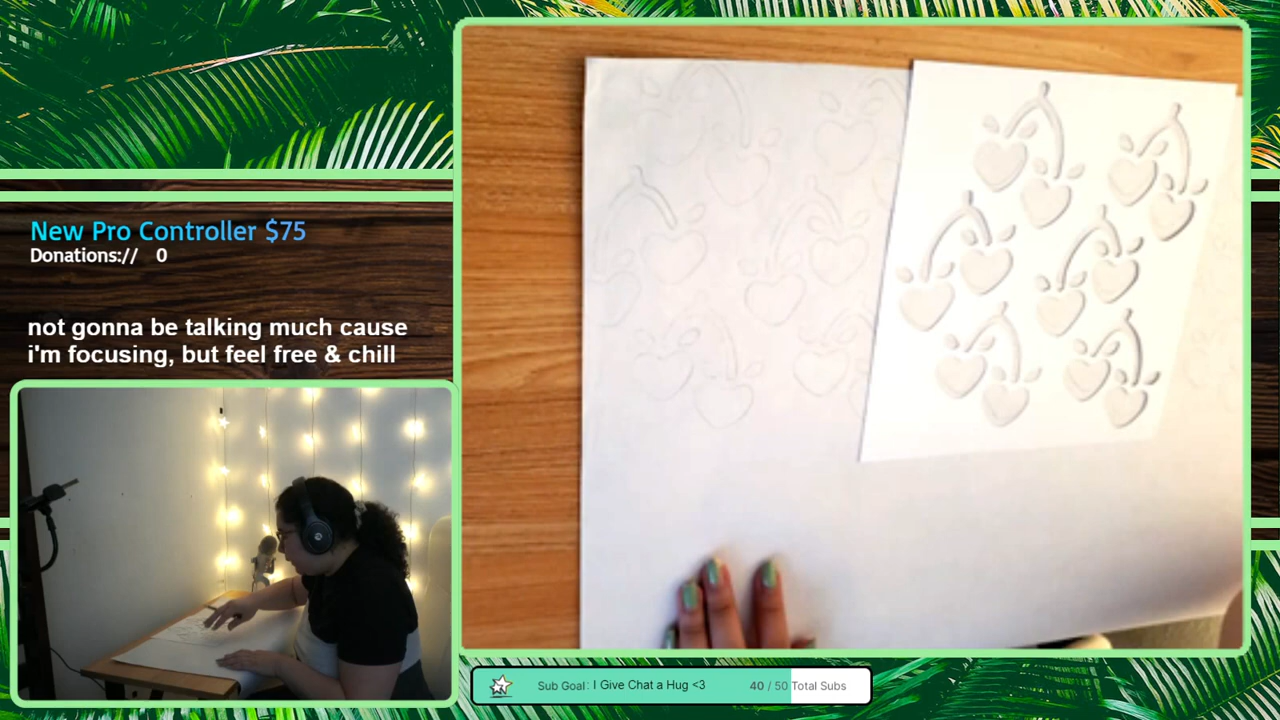 New Pro Controller $75
Donations:// 0
not gonna be talking much cause
i'm focusing, but feel free & chill
Sub Goal: I Give Chat a Hug <3 40 / 50 Total Subs